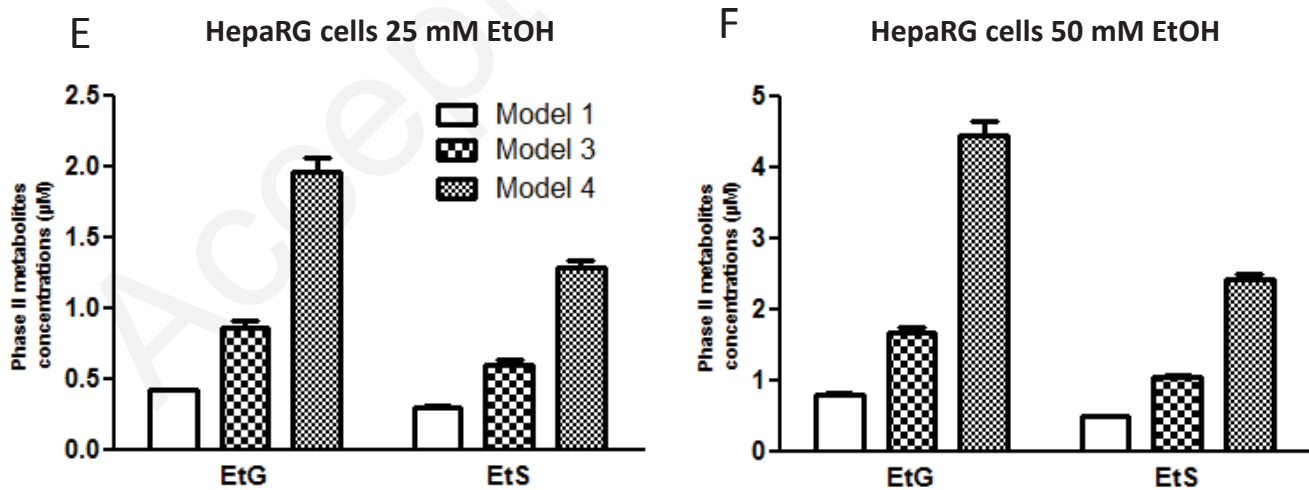 E
HepaRG cells 25 mM EtOH
Phase II metabolites
concentrations (µM)
2.5
2.0
1.5
1.0
0.5
0.0
Model 1
Model 3
Model 4
EtG
EtS
F
HepaRG cells 50 mM EtOH
Phase II metabolites
concentrations (µM)
5
4
3
2
1
0
EtG
EtS
Accep